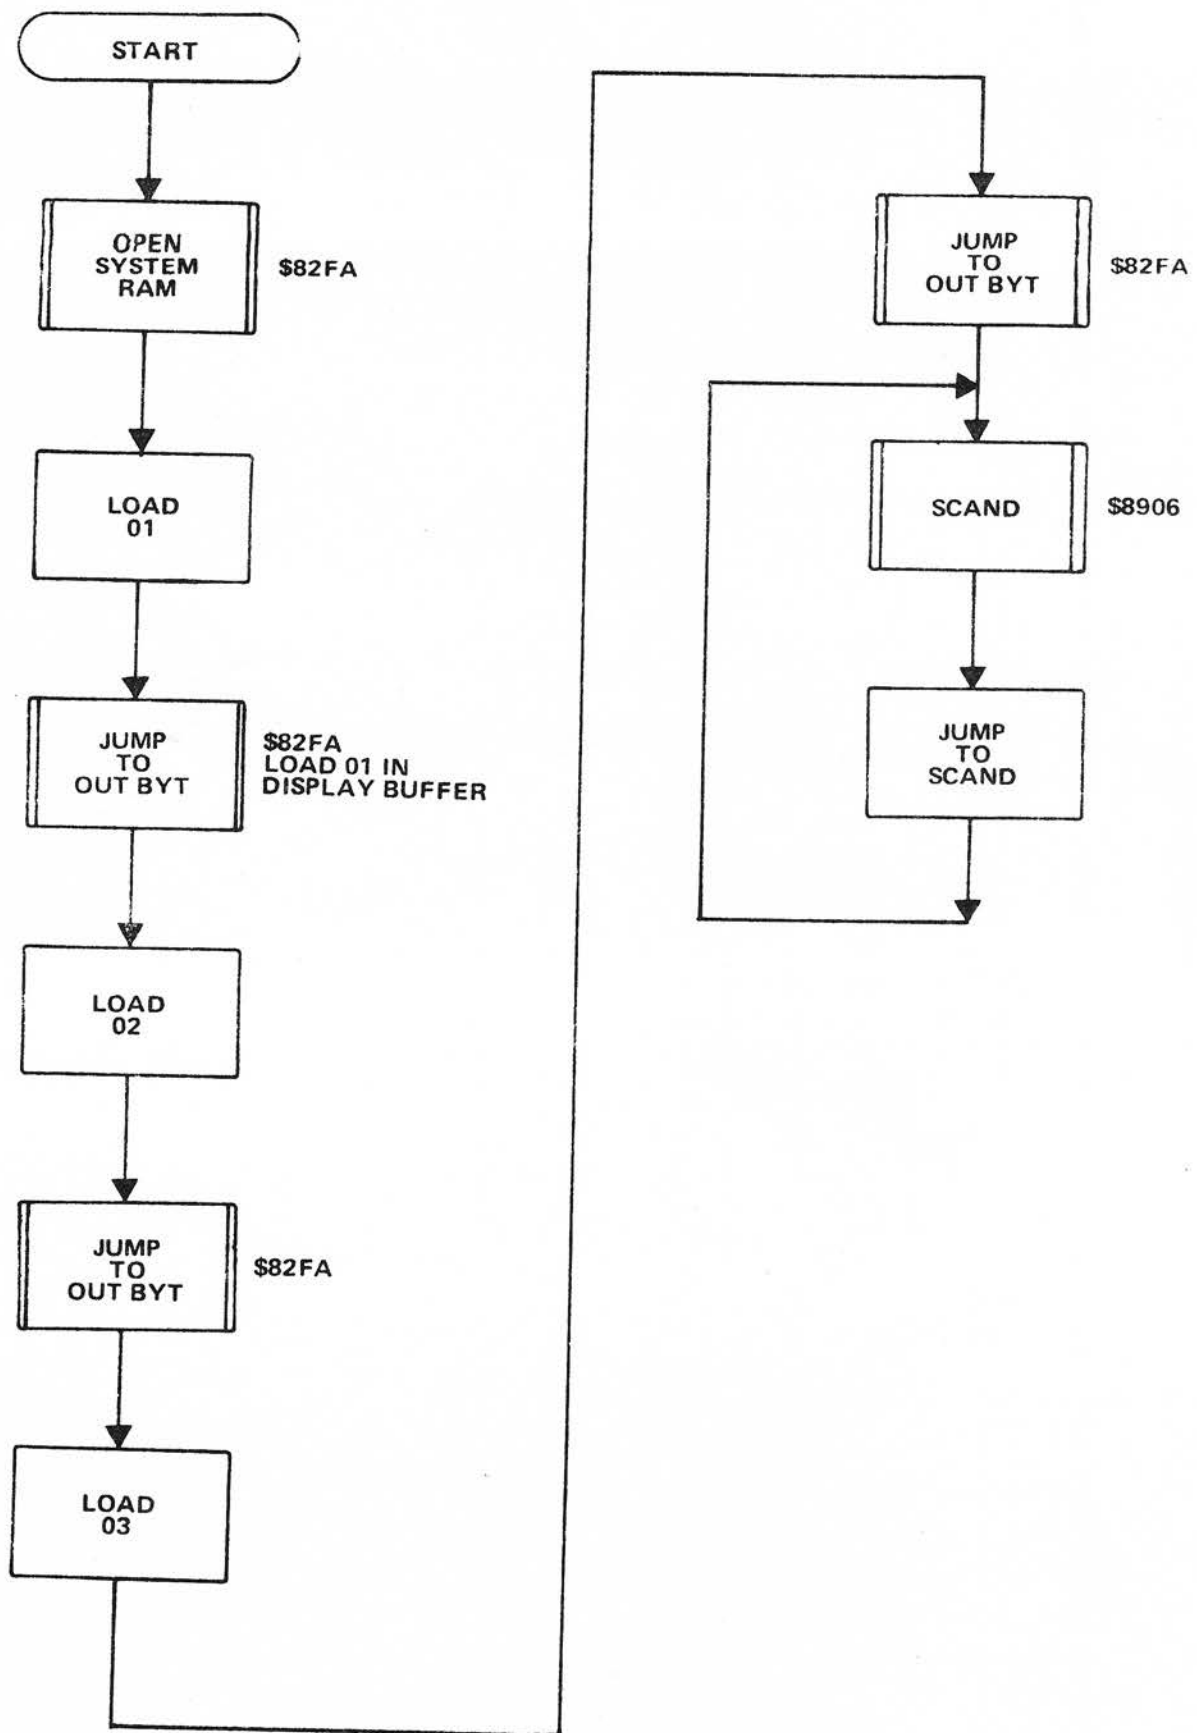 START
OPEN
SYSTEM
RAM
$82FA
LOAD
01
JUMP
TO
OUT BYT
$82FA
LOAD 01 IN
DISPLAY BUFFER
LOAD
02
JUMP
TO
OUT BYT
$82FA
LOAD
03
JUMP
TO
OUT BYT
$82FA
SCAND
$8906
JUMP
TO
SCAND